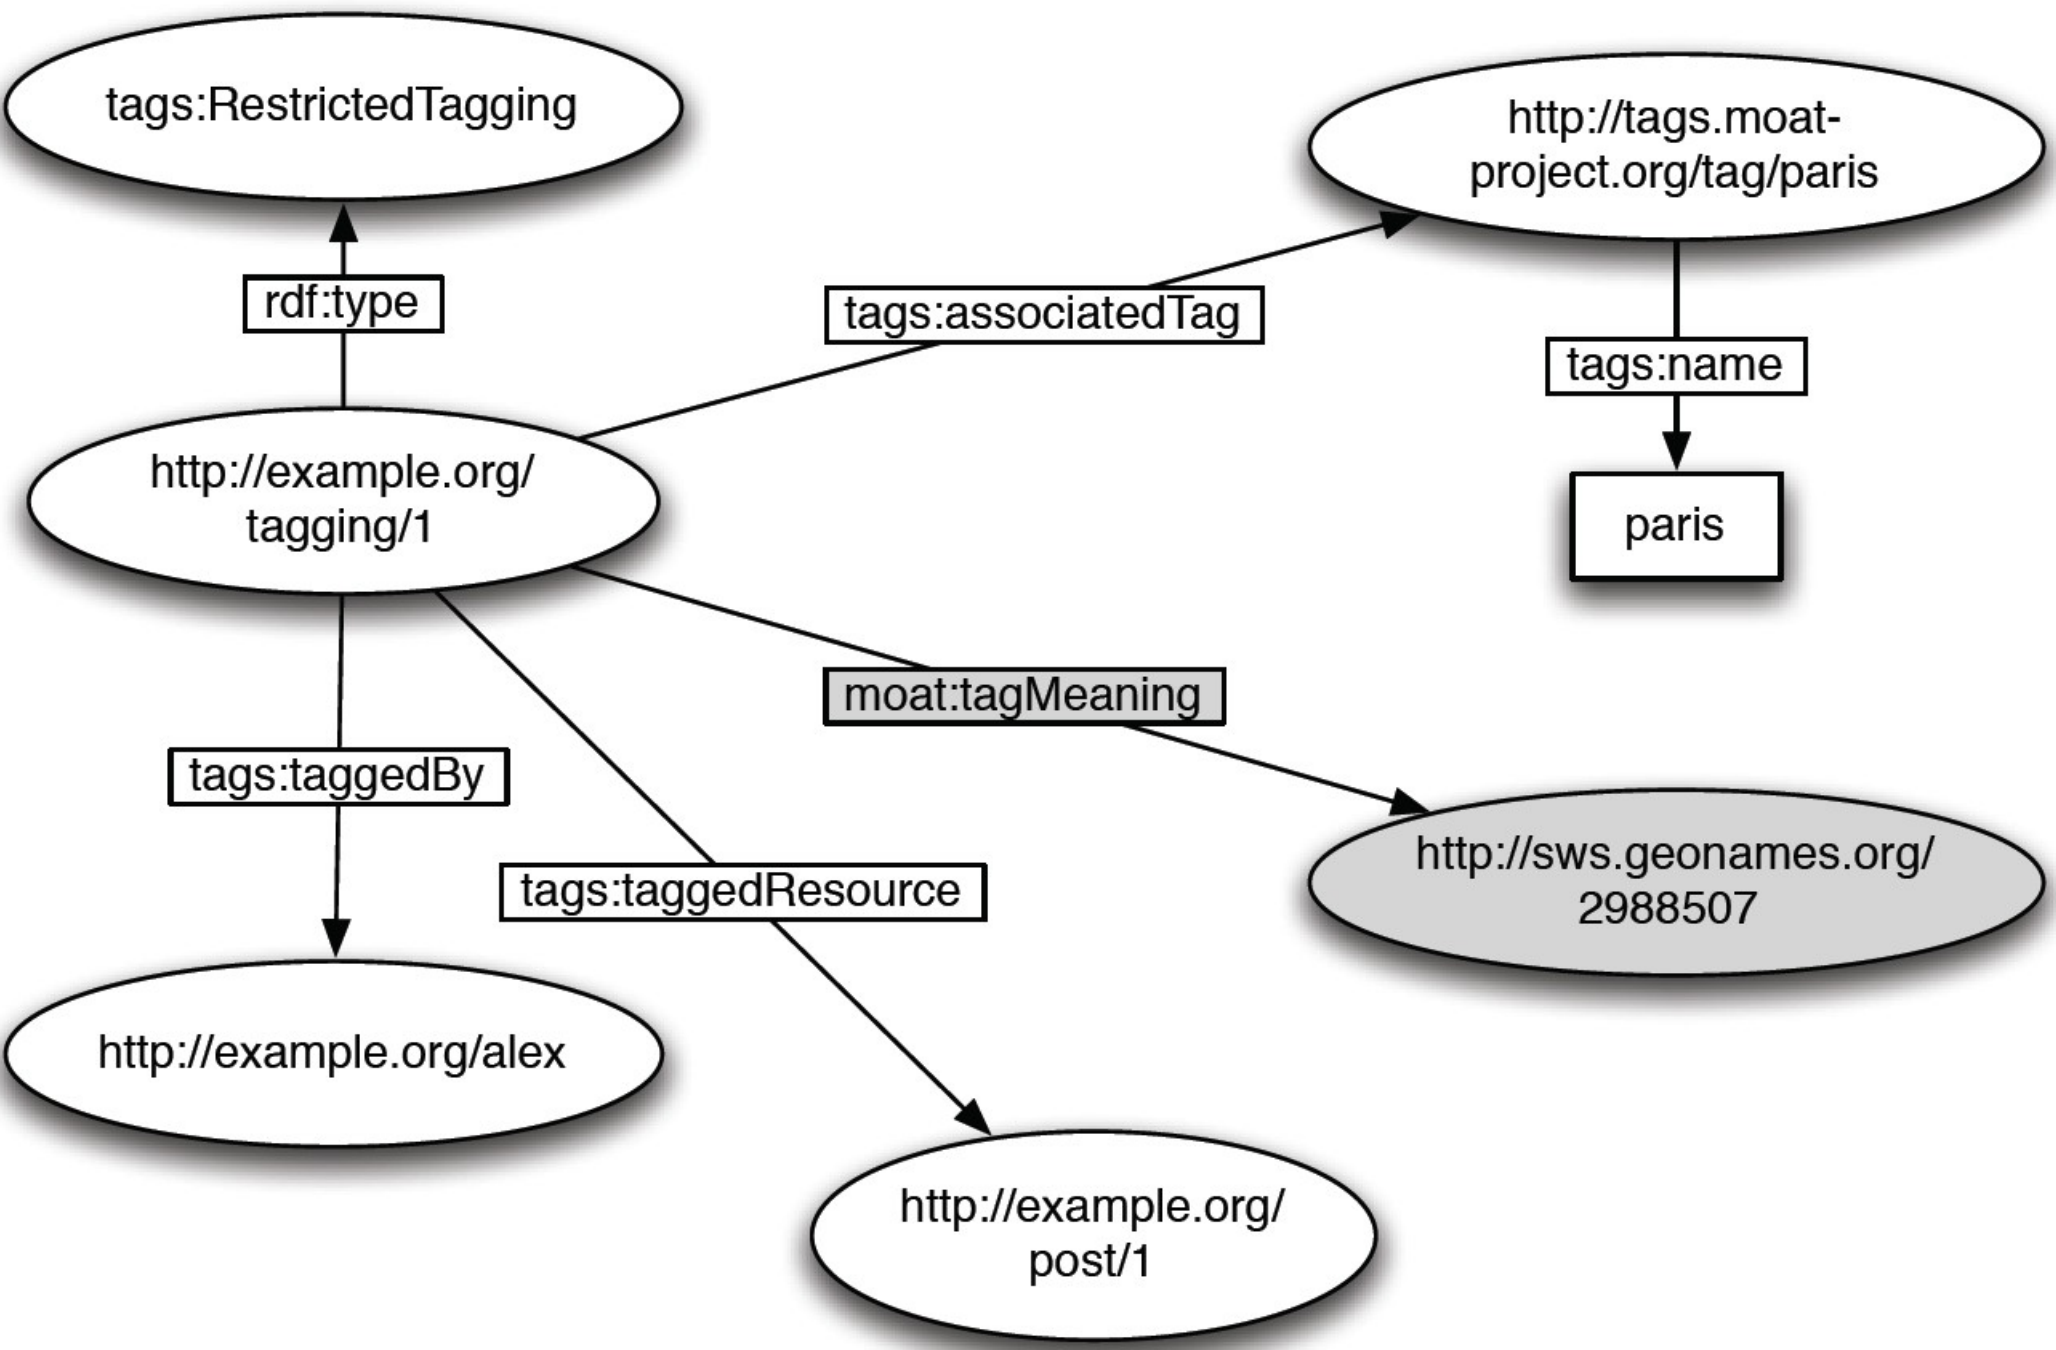 tags:RestrictedTagging
http://tags.moat-
project.org/tag/paris
rdf:type
tags:associatedTag
tags:name
http://example.org/
tagging/1
paris
moat:tagMeaning
tags:taggedBy
tags:taggedResource
http://sws.geonames.org/
2988507
http://example.org/alex
http://example.org/
post/1